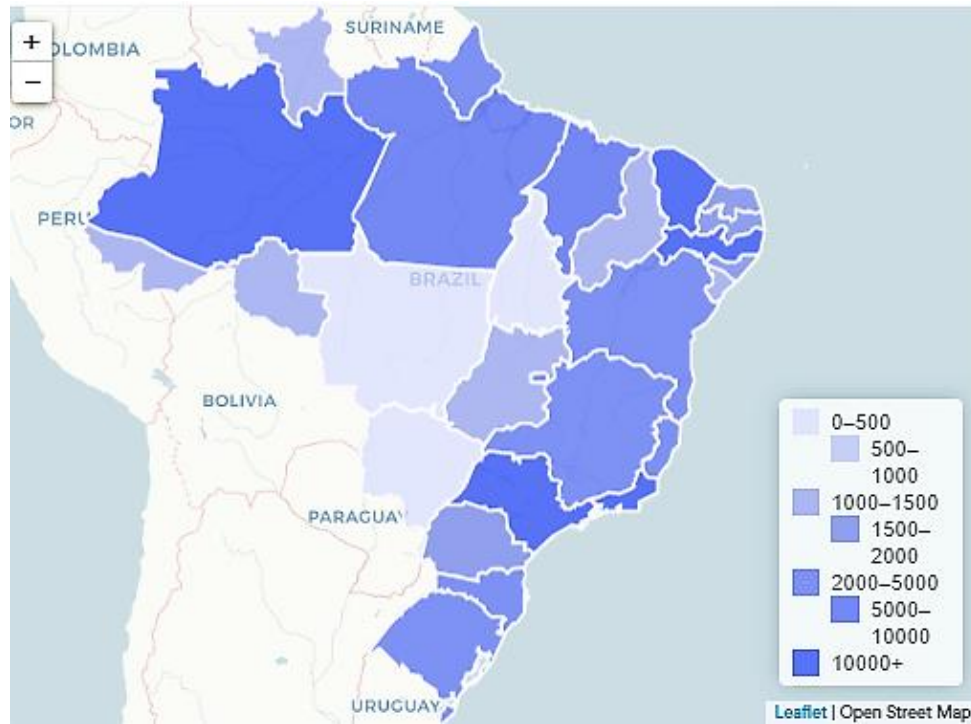 SURINAME
+
OLOMBIA
−
OR
PERU
BRAZIL
BOLIVIA
PARAGUAY
URUGUAY
0–500
500–
1000
1000–1500
1500–
2000
2000–5000
5000–
10000
10000+
Leaflet | Open Street Map